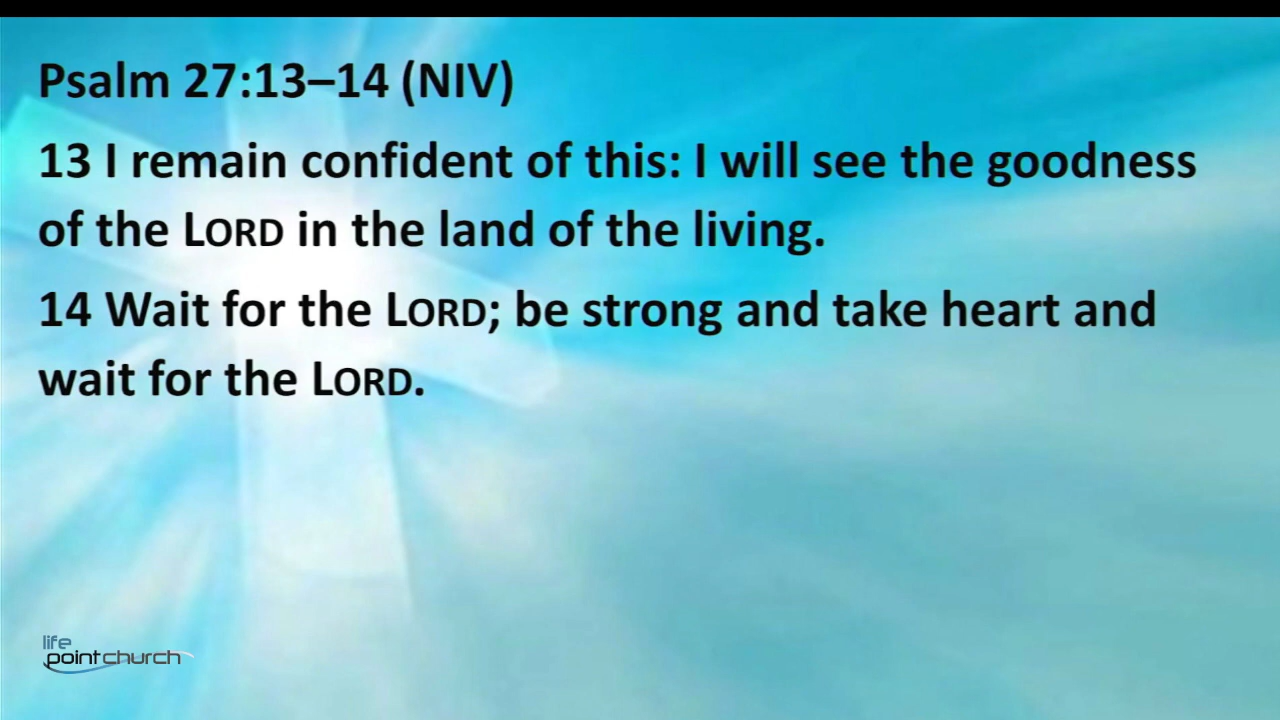 Psalm 27:13–14 (NIV)
13 I remain confident of this: I will see the goodness
of the LORD in the land of the living.
14 Wait for the LORD; be strong and take heart and
wait for the LORD.
life
pointchurch